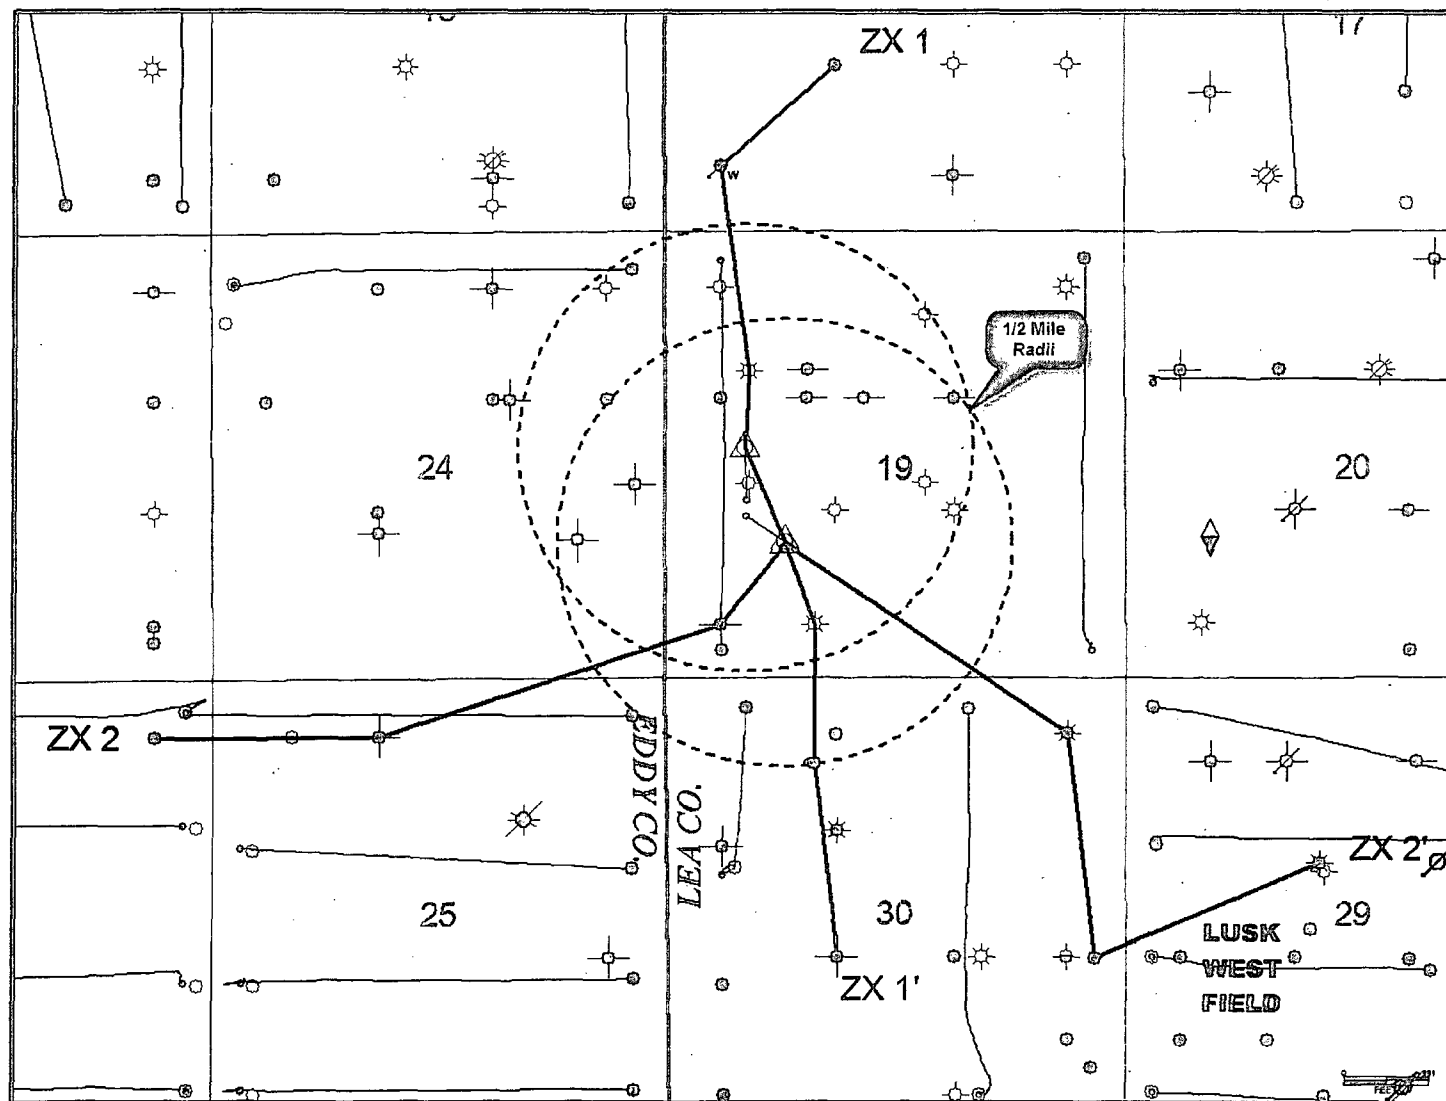 17
ZX 1
W
1/2 Mile
Radii
24
19
20
ZX 2
EDDY CO.
LEA CO.
ZX 2'
25
30
29
LUSK
WEST
FIELD
ZX 1'
FEET